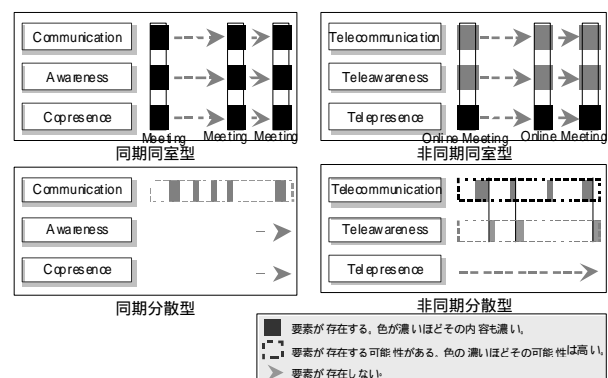 Communication
Awareness
Copresence
Meeting Meeting Meeting
同期同室型
Telecommunication
Teleawareness
Telepresence
Online Meeting Online Meeting
非同期同室型
Communication
Awareness
Copresence
同期分散型
Telecommunication
Teleawareness
Telepresence
非同期分散型
要素が存在する。色が濃いほどその内容も濃い。
要素が存在する可能性がある。色の濃いほどその可能性は高い。
要素が存在しない。